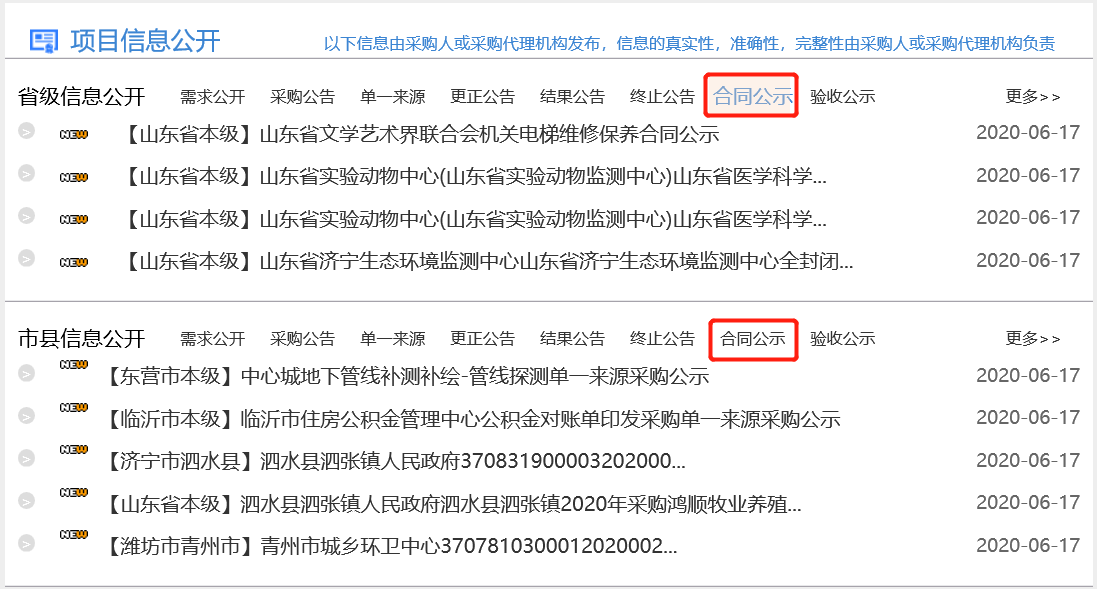 项目信息公开 以下信息由采购人或采购代理机构发布，信息的真实性，准确性，完整性由采购人或采购代理机构负责
省级信息公开 需求公开 采购公告 单一来源 更正公告 结果公告 终止公告 合同公示 验收公示 更多>>
NEW 【山东省本级】山东省文学艺术界联合会机关电梯维修保养合同公示 2020-06-17
NEW 【山东省本级】山东省实验动物中心(山东省实验动物监测中心)山东省医学科学... 2020-06-17
NEW 【山东省本级】山东省实验动物中心(山东省实验动物监测中心)山东省医学科学... 2020-06-17
NEW 【山东省本级】山东省济宁生态环境监测中心山东省济宁生态环境监测中心全封闭... 2020-06-17
市县信息公开 需求公开 采购公告 单一来源 更正公告 结果公告 终止公告 合同公示 验收公示 更多>>
NEW 【东营市本级】中心城地下管线补测补绘-管线探测单一来源采购公示 2020-06-17
NEW 【临沂市本级】临沂市住房公积金管理中心公积金对账单印发采购单一来源采购公示 2020-06-17
NEW 【济宁市泗水县】泗水县泗张镇人民政府370831900003202000... 2020-06-17
NEW 【山东省本级】泗水县泗张镇人民政府泗水县泗张镇2020年采购鸿顺牧业养殖... 2020-06-17
NEW 【潍坊市青州市】青州市城乡环卫中心3707810300012020002... 2020-06-17